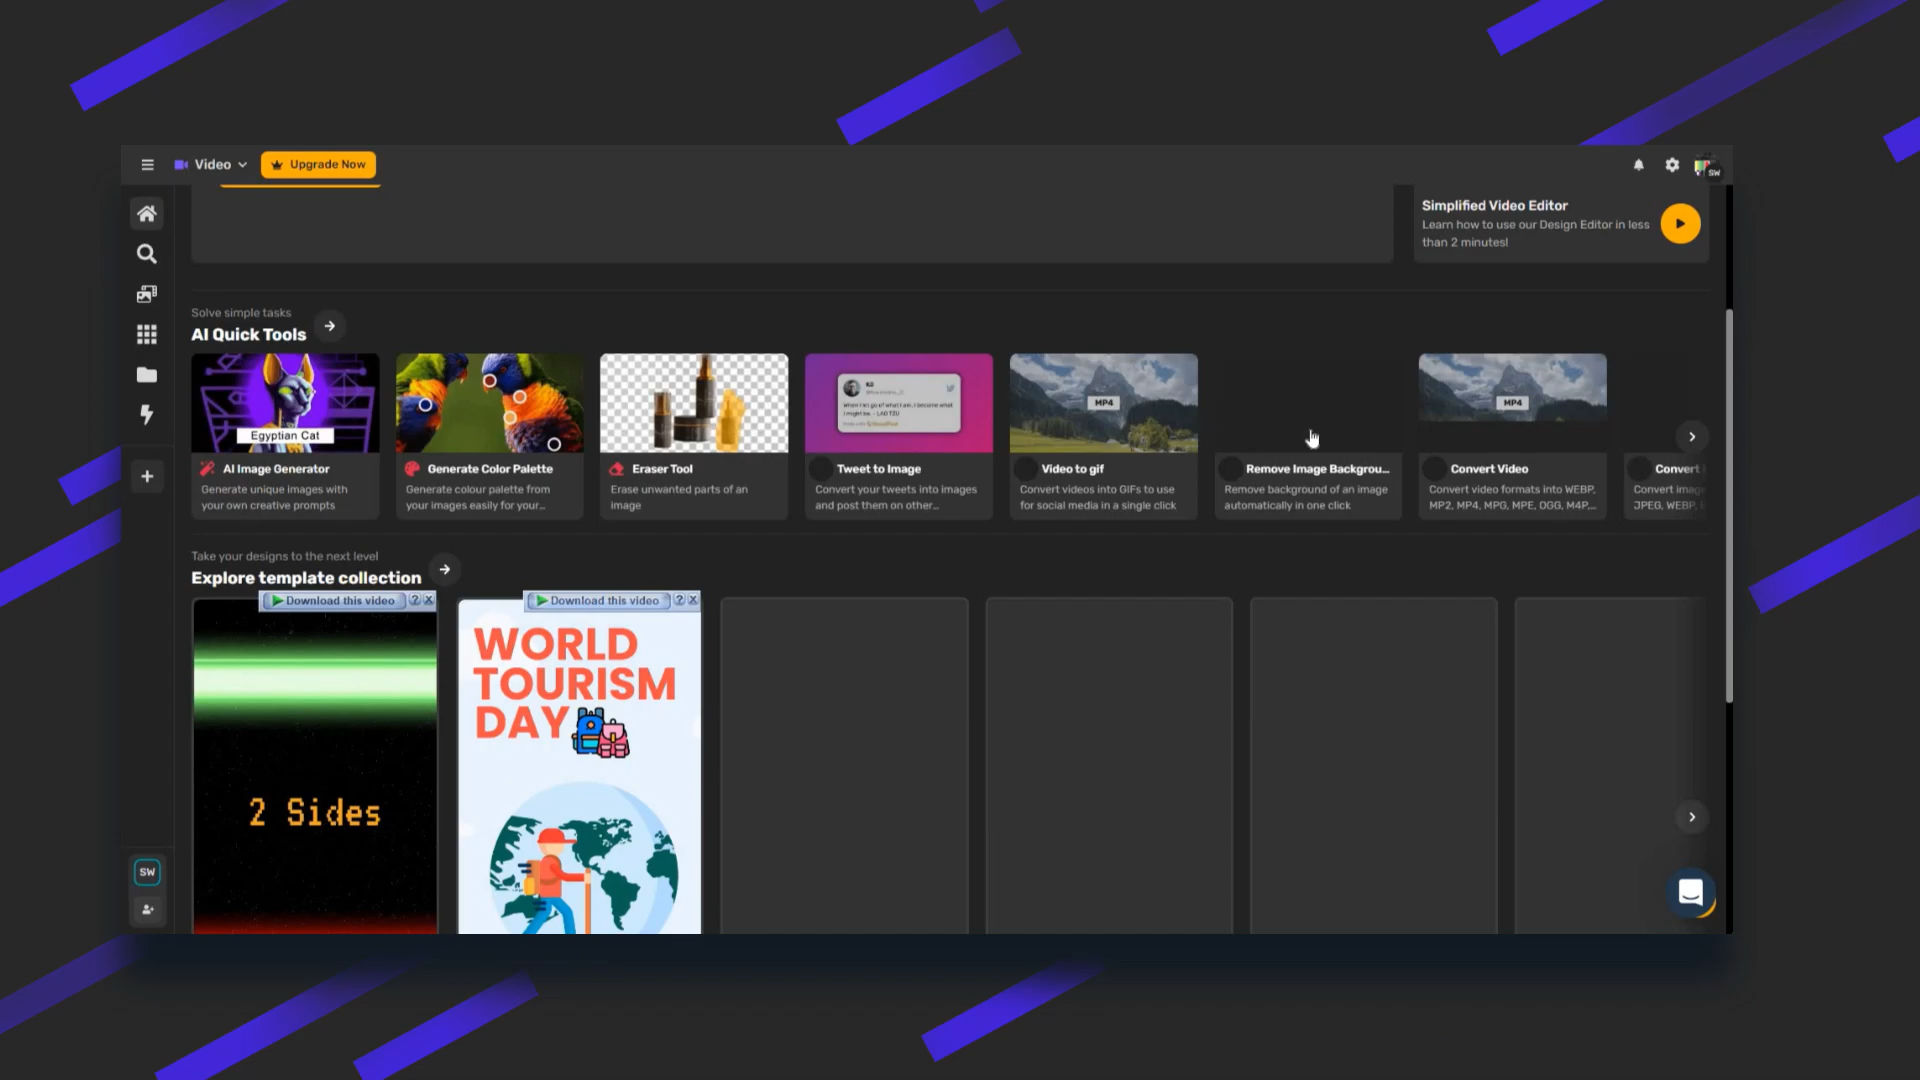 Video
Upgrade Now
SW
Simplified Video Editor
Learn how to use our Design Editor in less
than 2 minutes!
Solve simple tasks
AI Quick Tools
Egyptian Cat
MP4
MP4
AI Image Generator
Generate unique images with
your own creative prompts
Generate Color Palette
Generate colour palette from
your images easily for your...
Eraser Tool
Erase unwanted parts of an
image
Tweet to Image
Convert your tweets into images
and post them on other...
Video to gif
Convert videos into GIFs to use
for social media in a single click
Remove Image Backgrou...
Remove background of an image
automatically in one click
Convert Video
Convert video formats into WEBP,
MP2, MP4, MPG, MPE, OGG, M4P,...
Convert
Convert image
JPEG, WEBP,
Take your designs to the next level
Explore template collection
Download this video ? X
Download this video ? X
2 Sides
WORLD
TOURISM
DAY
SW